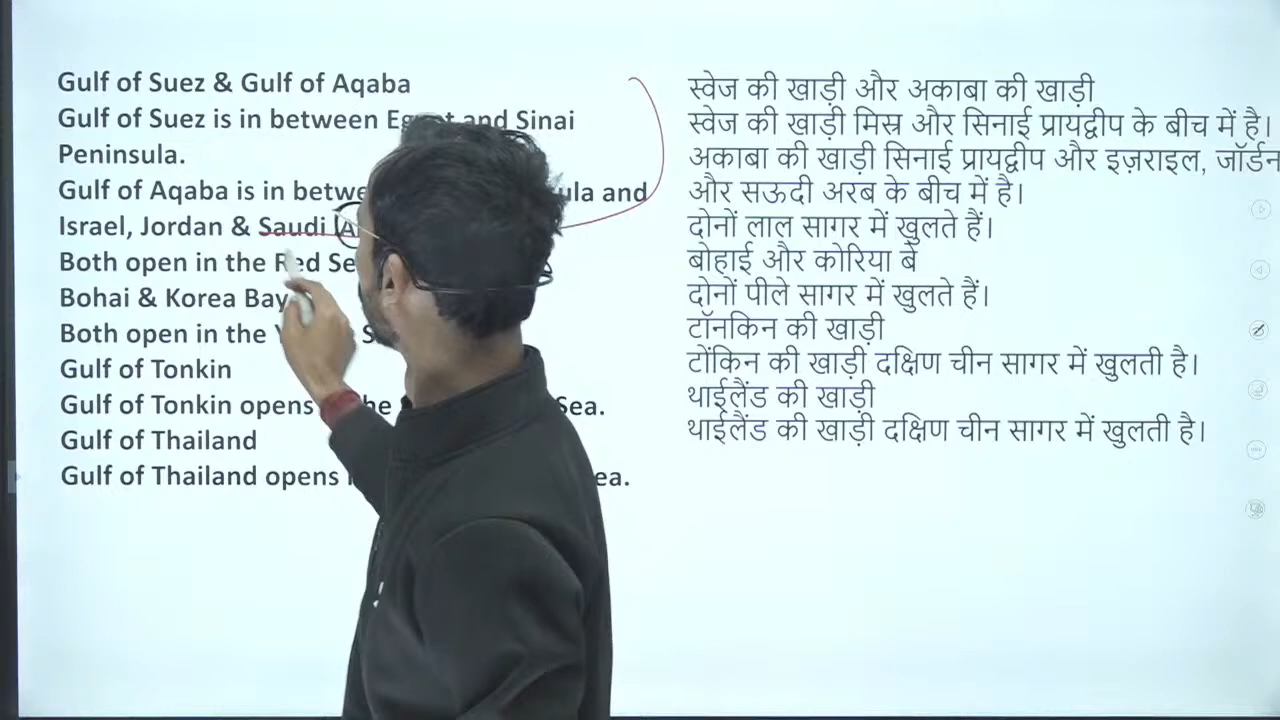 Gulf of Suez & Gulf of Aqaba
Gulf of Suez is in between and Sinai
Peninsula.
Gulf of Aqaba is in and
Israel, Jordan & Saudi
Both open in the Red
Bohai & Korea Bay
Both open in the
Gulf of Tonkin
Gulf of Tonkin opens Sea.
Gulf of Thailand
Gulf of Thailand opens
स्वेज की खाड़ी और अकाबा की खाड़ी
स्वेज की खाड़ी मिस्र और सिनाई प्रायद्वीप के बीच में है।
अकाबा की खाड़ी सिनाई प्रायद्वीप और इज़राइल, जॉर्डन
और सऊदी अरब के बीच में है।
दोनों लाल सागर में खुलते हैं।
बोहाई और कोरिया बे
दोनों पीले सागर में खुलते हैं।
टॉनकिन की खाड़ी
टोंकिन की खाड़ी दक्षिण चीन सागर में खुलती है।
थाईलैंड की खाड़ी
थाईलैंड की खाड़ी दक्षिण चीन सागर में खुलती है।